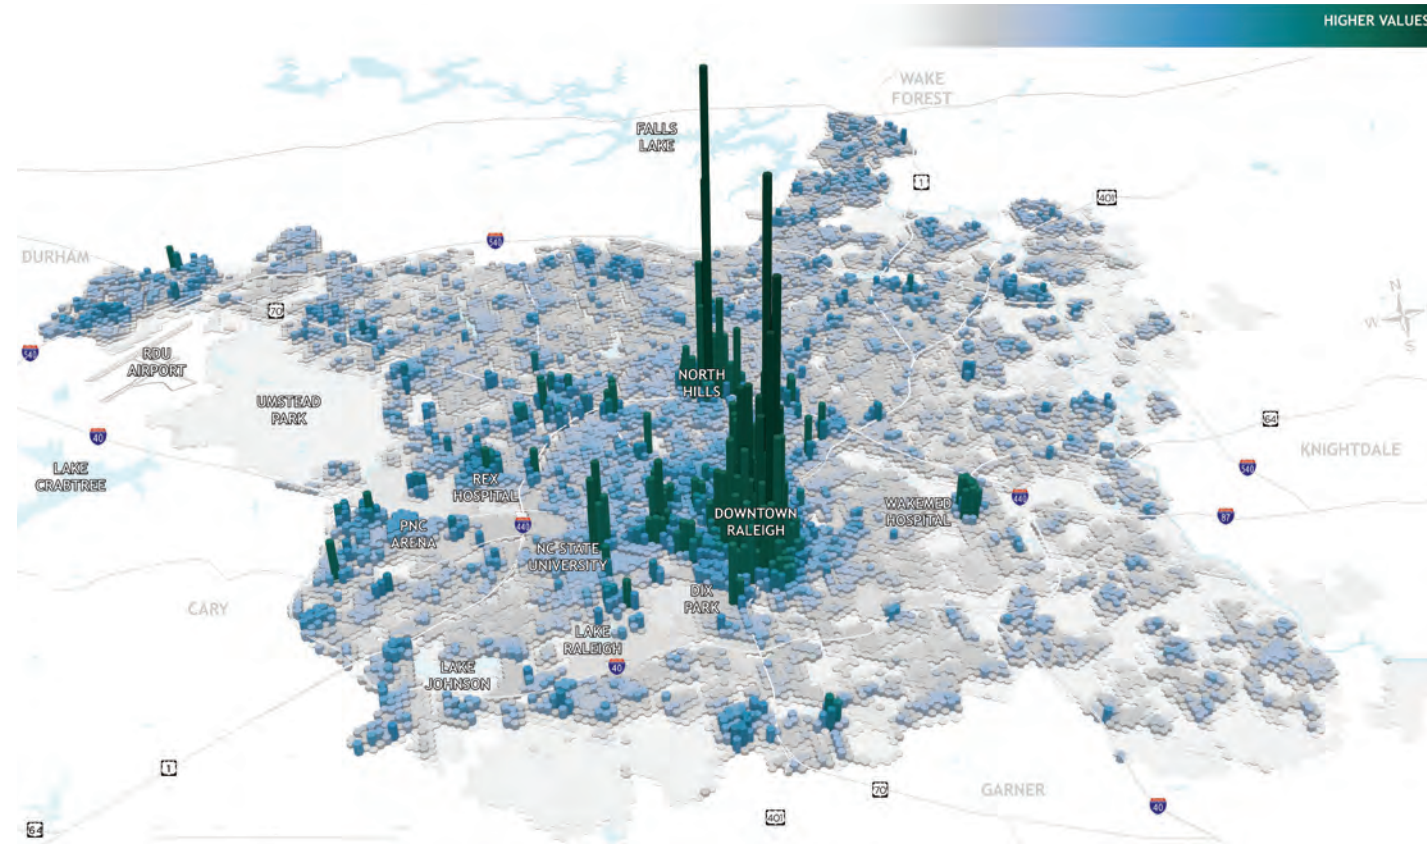 HIGHER VALUES
WAKE
FOREST
FALLS
LAKE
1
401
540
DURHAM
70
N
W
S
540
RDU
AIRPORT
NORTH
HILLS
UMSTEAD
PARK
64
40
KNIGHTDALE
540
LAKE
CRABTREE
REX
HOSPITAL
WAKEMED
HOSPITAL
440
87
DOWNTOWN
RALEIGH
PNC
ARENA
440
NC STATE
UNIVERSITY
CARY
DIX
PARK
LAKE
RALEIGH
40
LAKE
JOHNSON
1
70
GARNER
40
401
64